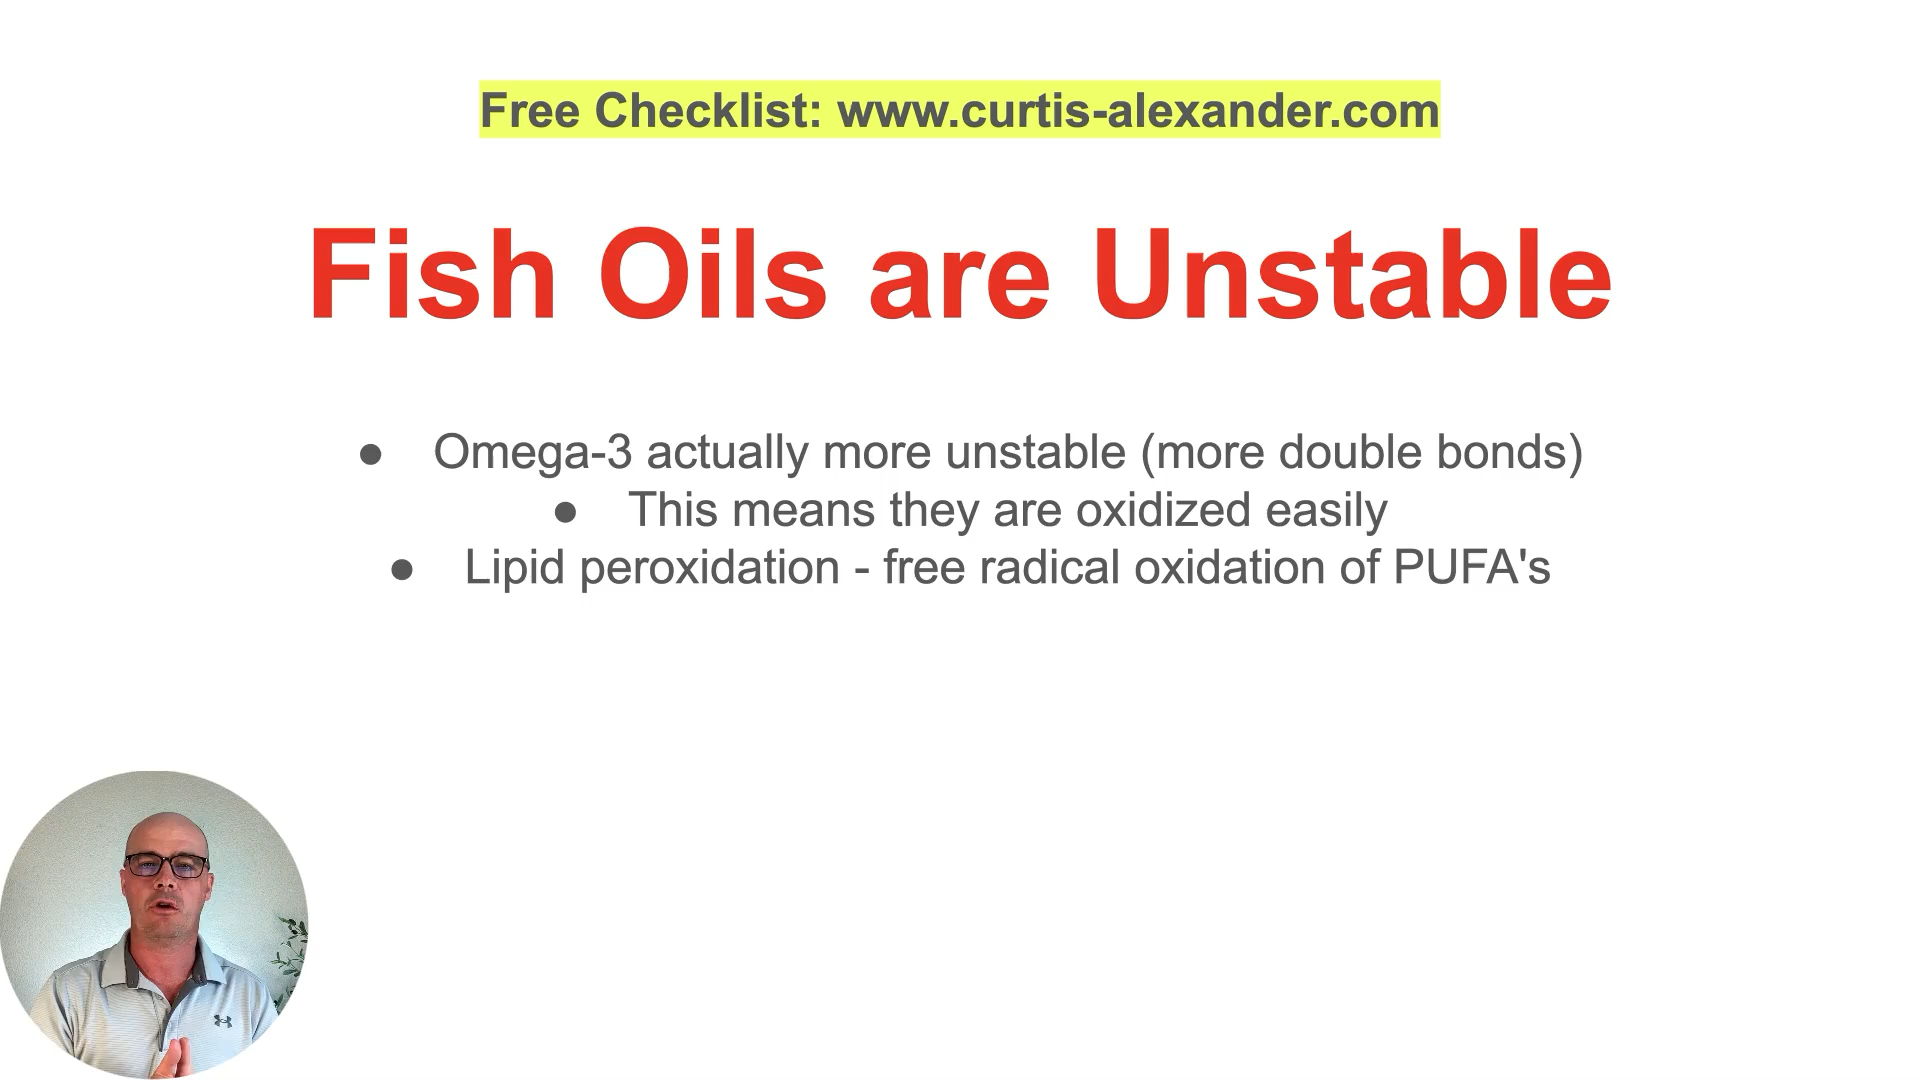 Free Checklist: www.curtis-alexander.com
Fish Oils are Unstable
● Omega-3 actually more unstable (more double bonds)
● This means they are oxidized easily
● Lipid peroxidation - free radical oxidation of PUFA's